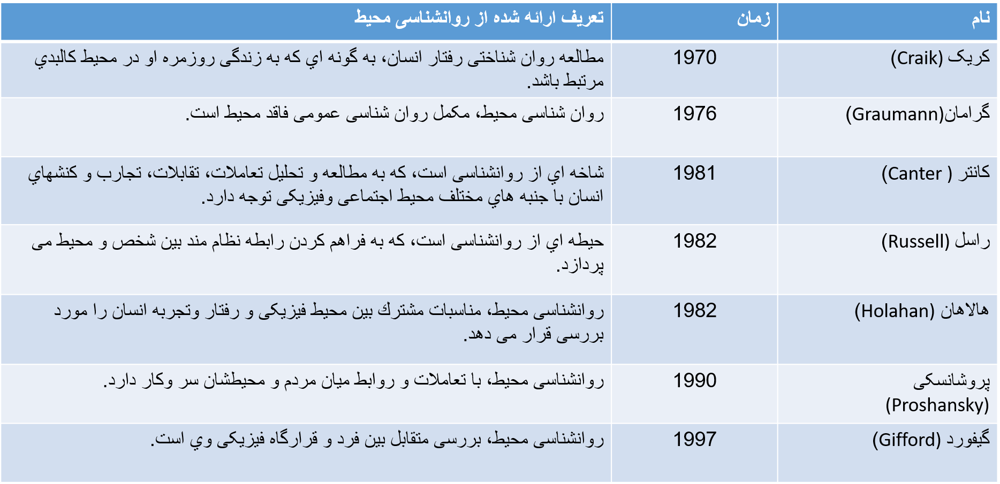 نام
زمان
تعریف ارائه شده از روانشناسی محیط
کریک (Craik)
1970
مطالعه روان شناختی رفتار انسان، به گونه اي که به زندگی روزمره او در محیط کالبدي
مرتبط باشد.
گرامان(Graumann)
1976
روان شناسی محیط، مکمل روان شناسی عمومی فاقد محیط است.
کانتر ( Canter)
1981
شاخه اي از روانشناسی است، که به مطالعه و تحلیل تعاملات، تقابلات، تجارب و کنشهاي
انسان با جنبه هاي مختلف محیط اجتماعی وفیزیکی توجه دارد.
راسل (Russell)
1982
حیطه اي از روانشناسی است، که به فراهم کردن رابطه نظام مند بین شخص و محیط می
پردازد.
هالاهان (Holahan)
1982
روانشناسی محیط، مناسبات مشترك بین محیط فیزیکی و رفتار وتجربه انسان را مورد
بررسی قرار می دهد.
پروشانسکی
(Proshansky)
1990
روانشناسی محیط، با تعاملات و روابط میان مردم و محیطشان سر وکار دارد.
گیفورد (Gifford)
1997
روانشناسی محیط، بررسی متقابل بین فرد و قرارگاه فیزیکی وي است.